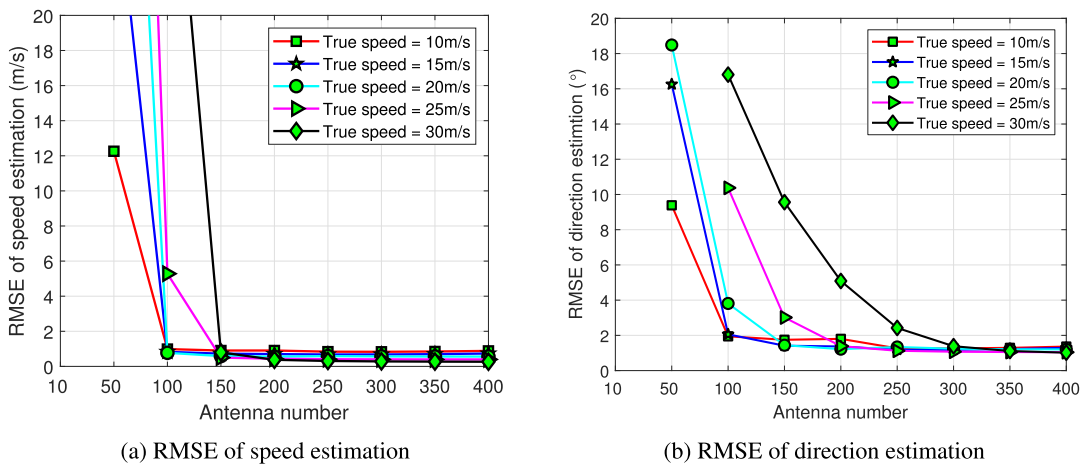 RMSE of speed estimation (m/s)
20
18
16
14
12
10
8
6
4
2
0
10
50
100
150
200
250
300
350
400
Antenna number
True speed = 10m/s
True speed = 15m/s
True speed = 20m/s
True speed = 25m/s
True speed = 30m/s
(a) RMSE of speed estimation
RMSE of direction estimtion (°)
20
18
16
14
12
10
8
6
4
2
0
10
50
100
150
200
250
300
350
400
Antenna number
True speed = 10m/s
True speed = 15m/s
True speed = 20m/s
True speed = 25m/s
True speed = 30m/s
(b) RMSE of direction estimation